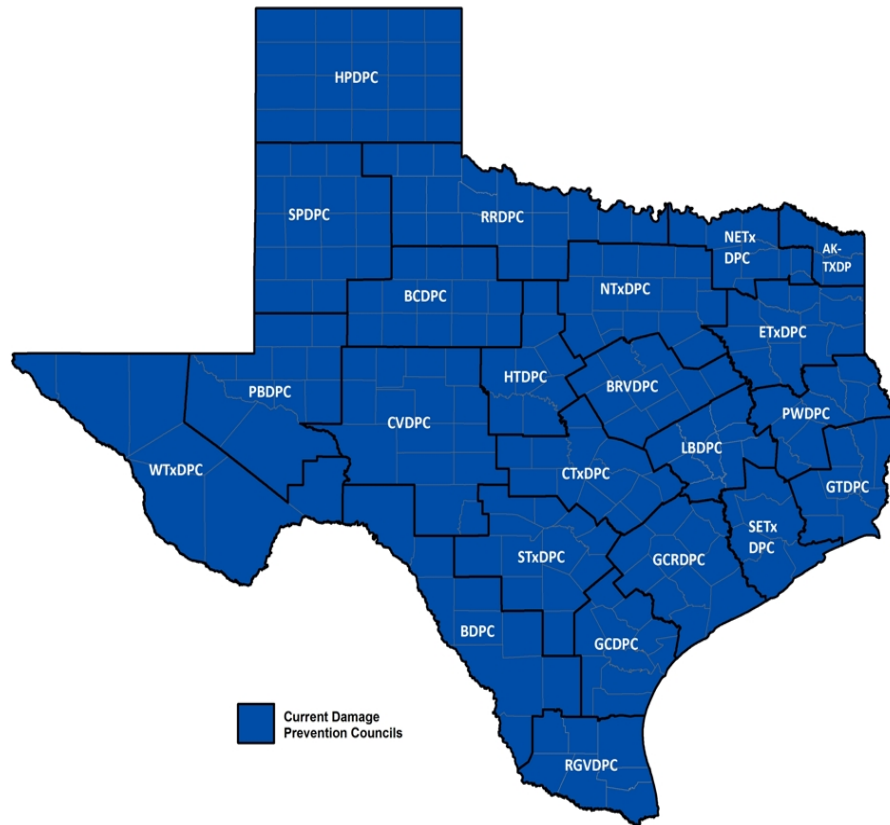 HPDPC
SPDPC
RRDPC
NETx
DPC
AK-
TXDP
BCDPC
NTxDPC
ETxDPC
HTDPC
PBDPC
BRVDPC
CVDPC
PWDPC
LBDPC
WTxDPC
CTxDPC
GTDPC
SETx
DPC
STxDPC
GCRDPC
BDPC
GCDPC
Current Damage
Prevention Councils
RGVDPC